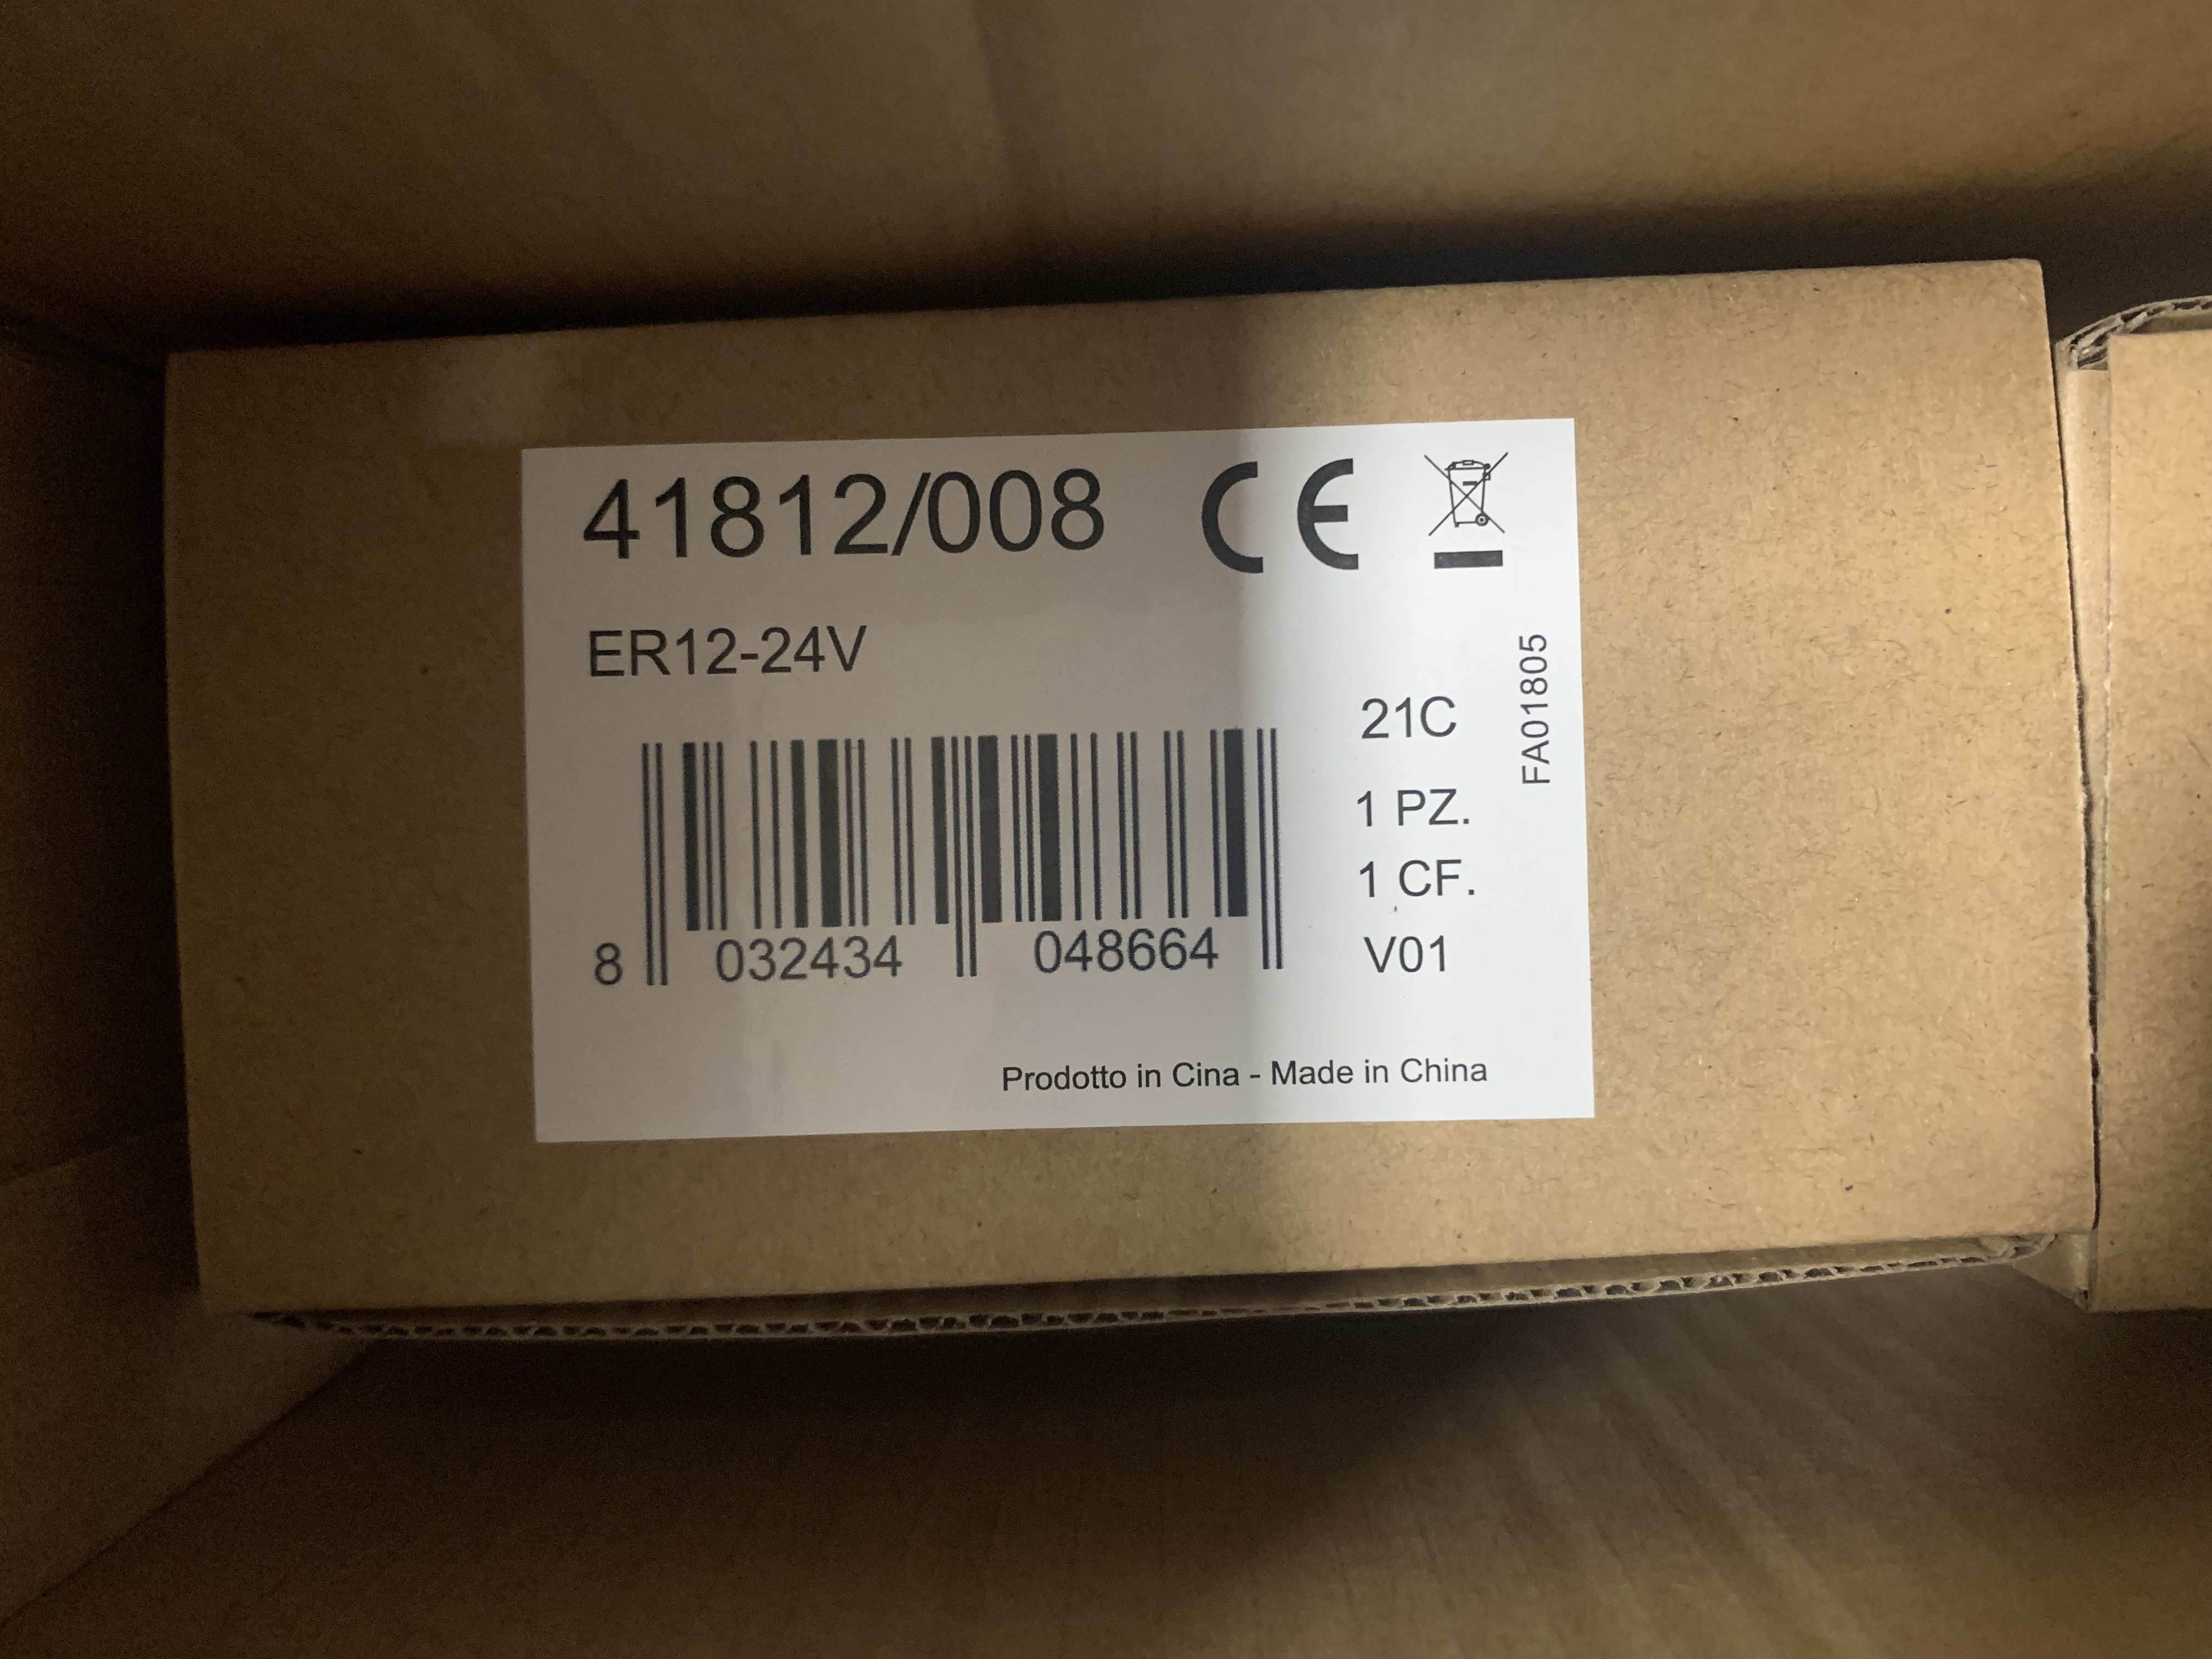 41812/008 CE
ER12-24V
FA01805
21C
1 PZ.
1 CF.
V01
8 032434 048664
Prodotto in Cina - Made in China